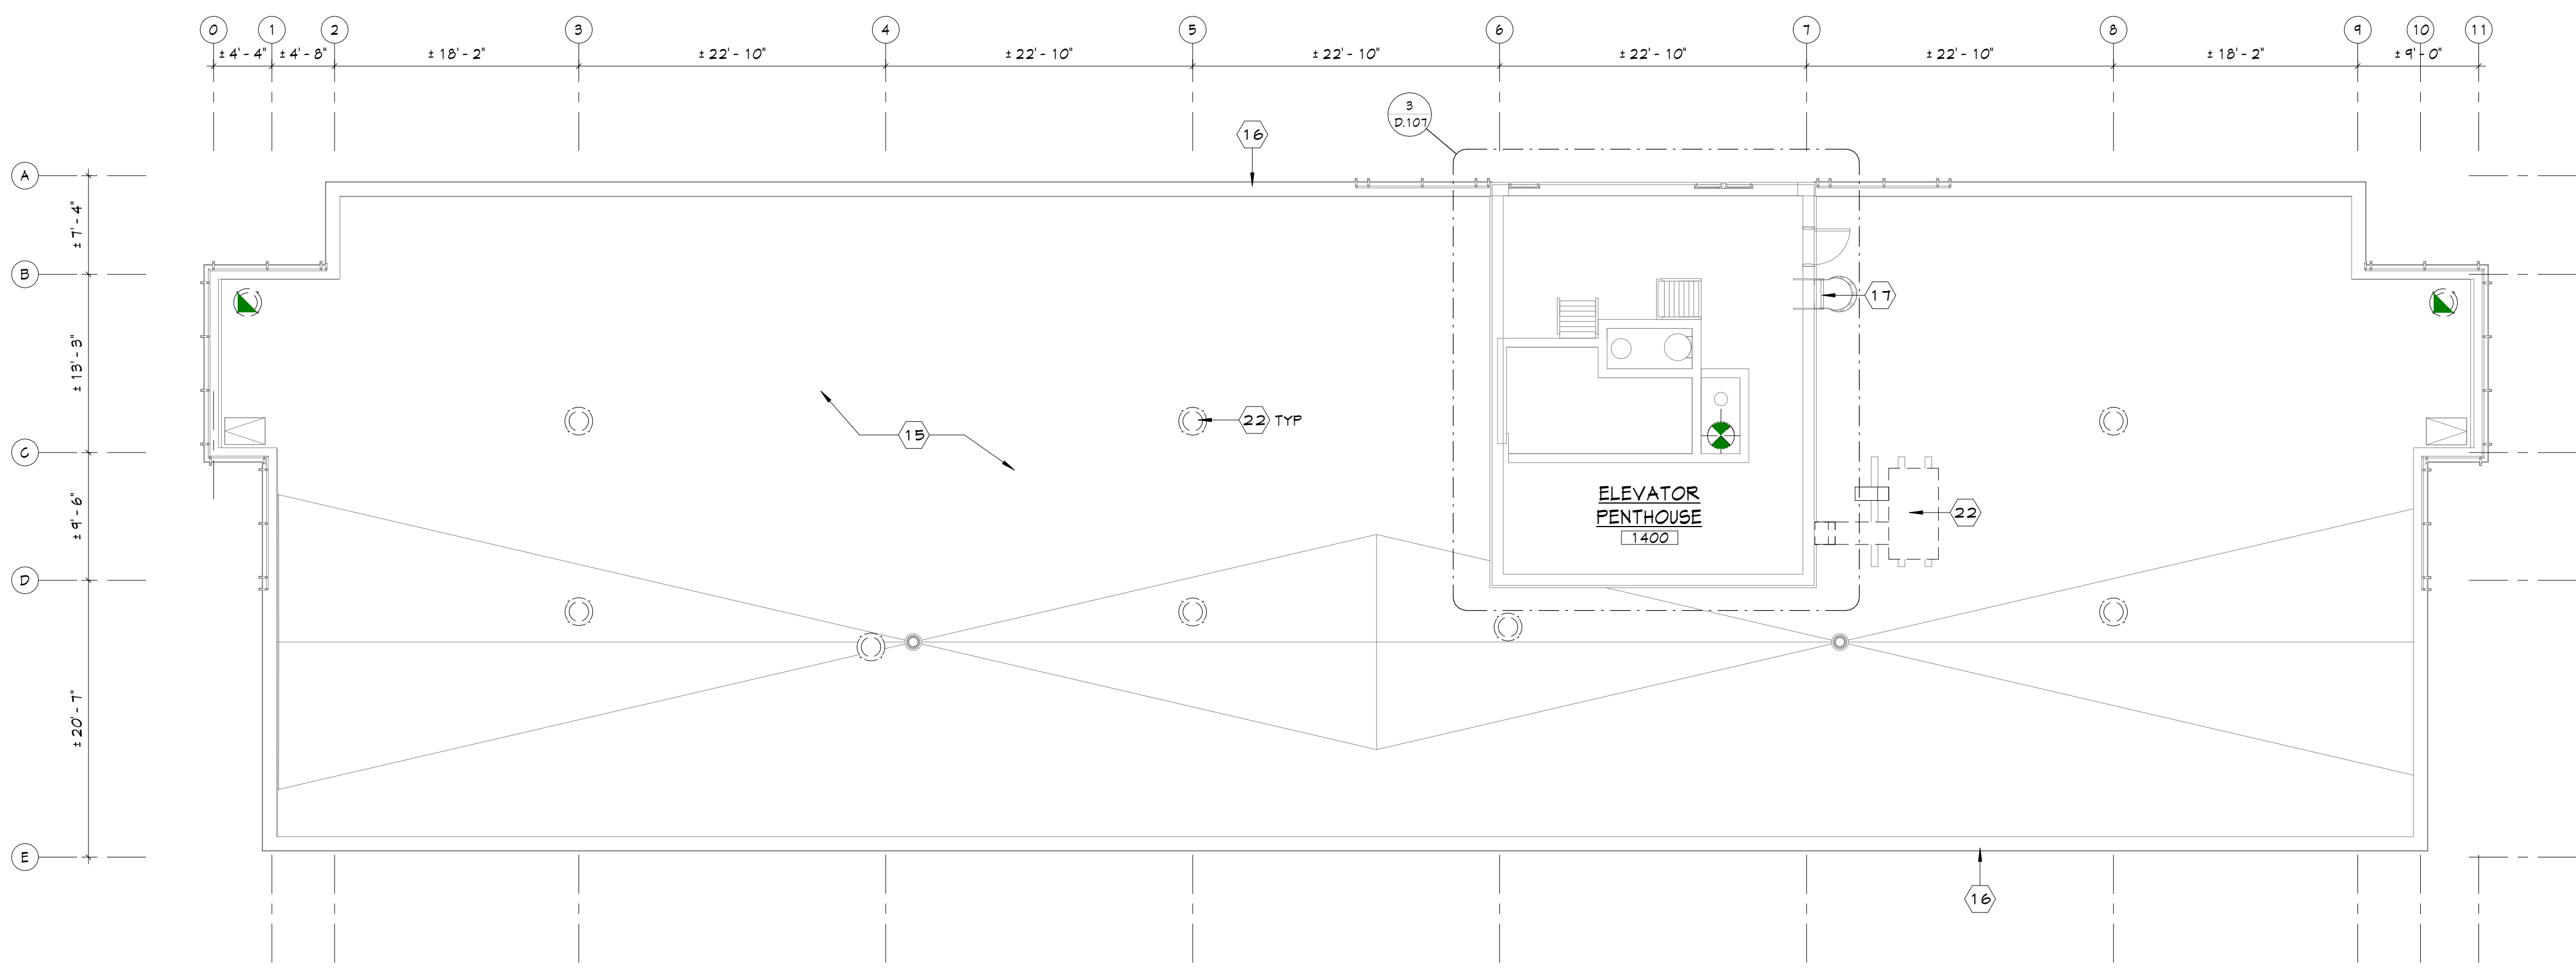 0 1 2 3 4 5 6 7 8 9 10 11
± 4' - 4" ± 4' - 8" ± 18' - 2" ± 22' - 10" ± 22' - 10" ± 22' - 10" ± 22' - 10" ± 22' - 10" ± 18' - 2" ± 9' - 0"
3
D.107
16
A
± 7' - 4"
B
17
± 13' - 3"
22 TYP
15
C
ELEVATOR
PENTHOUSE
1400
22
± 9' - 6"
D
± 20' - 7"
E
16